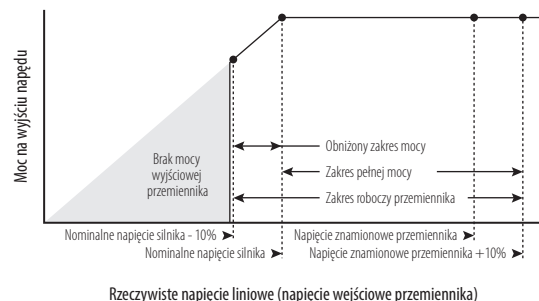 Moc na wyjściu napędu
Brak mocy
wyjściowej
przemiennika
Obniżony zakres mocy
Zakres pełnej mocy
Zakres roboczy przemiennika
Nominalne napięcie silnika - 10%
Napięcie znamionowe przemiennika
Nominalne napięcie silnika
Napięcie znamionowe przemiennika +10%
Rzeczywiste napięcie liniowe (napięcie wejściowe przemiennika)